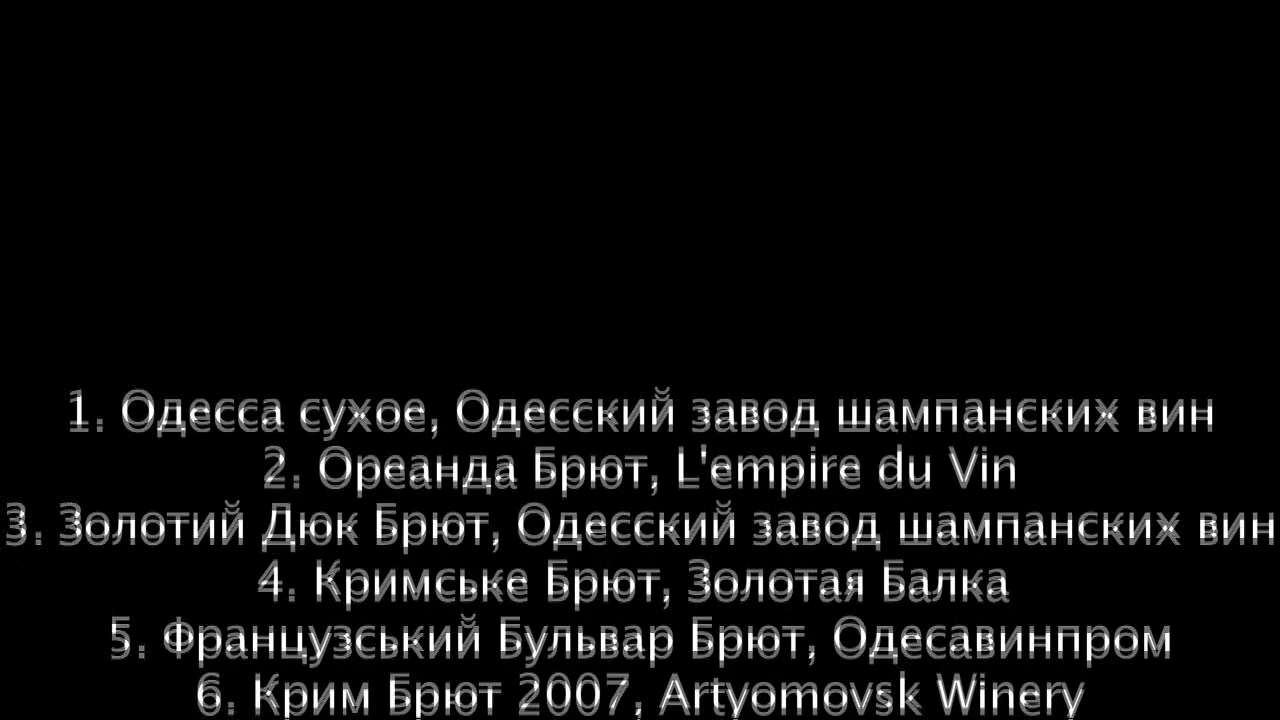 1. Одесса сухое, Одесский завод шампанских вин
2. Ореанда Брют, L'empire du Vin
3. Золотий Дюк Брют, Одесский завод шампанских вин
4. Кримське Брют, Золотая Балка
5. Французський Бульвар Брют, Одесавинпром
6. Крим Брют 2007, Artyomovsk Winery